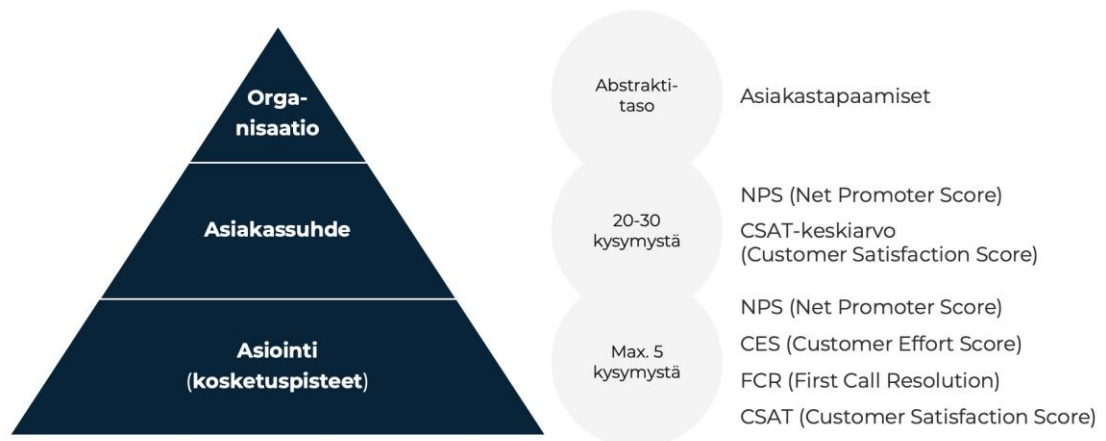 Orga-
nisaatio
Abstrakti-
taso
Asiakastapaamiset
Asiakassuhde
20-30
kysymystä
NPS (Net Promoter Score)
CSAT-keskiarvo
(Customer Satisfaction Score)
Asiointi
(kosketuspisteet)
Max. 5
kysymystä
NPS (Net Promoter Score)
CES (Customer Effort Score)
FCR (First Call Resolution)
CSAT (Customer Satisfaction Score)